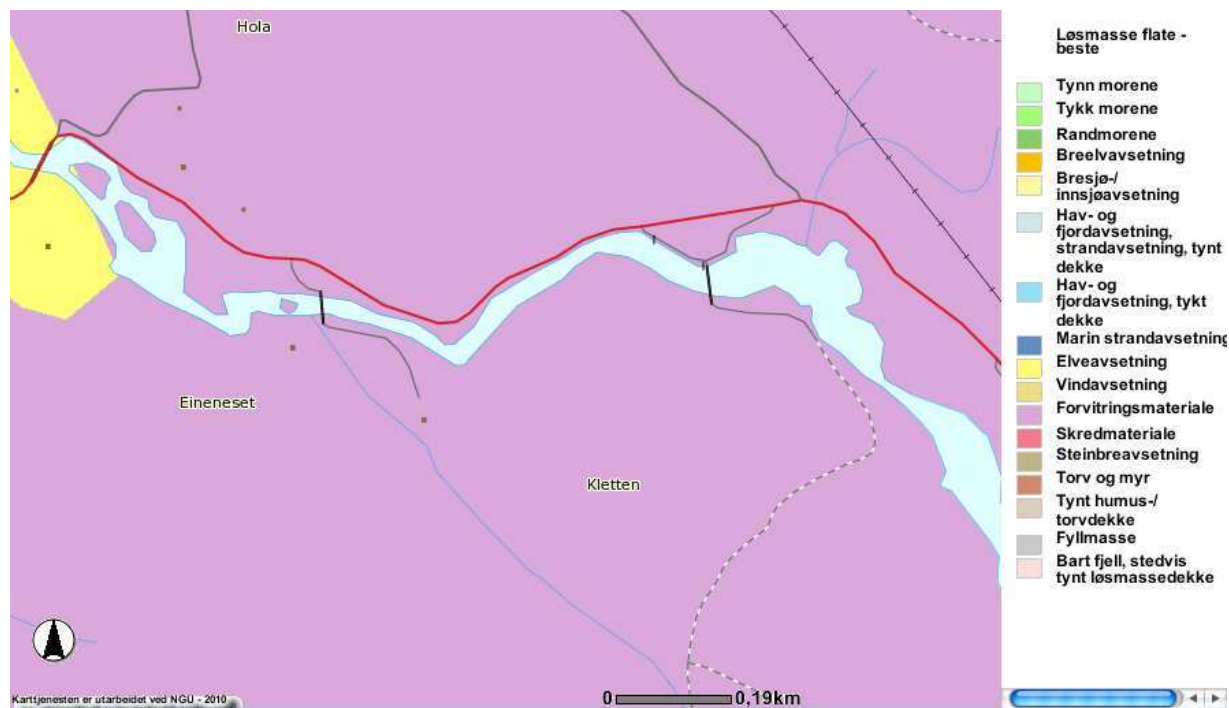 Hola
Eineneset
Kletten
Karttjenesten er utarbeidet ved NGU - 2010
0
0,19km
Løsmasse flate -
beste
Tynn morene
Tykk morene
Randmorene
Breelvavsetning
Bresjø-/
innsjøavsetning
Hav- og
fjordavsetning,
strandavsetning, tynt
dekke
Hav- og
fjordavsetning, tykt
dekke
Marin strandavsetning
Elveavsetning
Vindavsetning
Forvitringsmateriale
Skredmateriale
Steinbreavsetning
Torv og myr
Tynt humus-/
torvdekke
Fyllmasse
Bart fjell, stedvis
tynt løsmassedekke